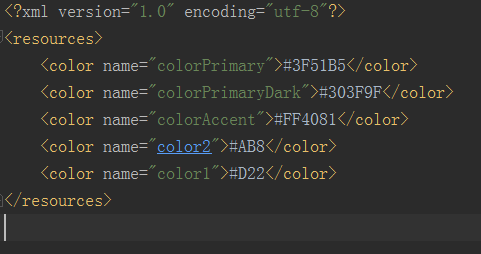 <?xml version="1.0" encoding="utf-8"?>
<resources>
    <color name="colorPrimary">#3F51B5</color>
    <color name="colorPrimaryDark">#303F9F</color>
    <color name="colorAccent">#FF4081</color>
    <color name="color2">#AB8</color>
    <color name="color1">#D22</color>
</resources>